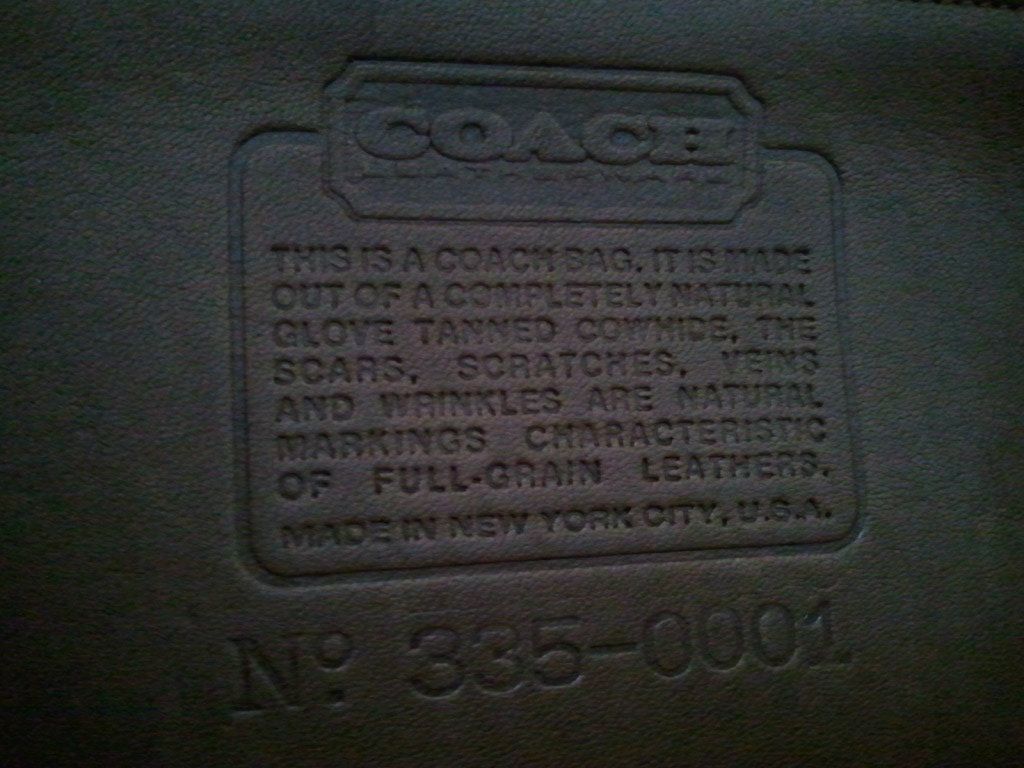 COACH
THIS IS A COACH BAG. IT IS MADE
OUT OF A COMPLETELY NATURAL
GLOVE TANNED COWHIDE, THE
SCARS, SCRATCHES, VEINS
AND WRINKLES ARE NATURAL
MARKINGS CHARACTERISTIC
OF FULL-GRAIN LEATHERS.
MADE IN NEW YORK CITY, U.S.A.
Nº 335-0001